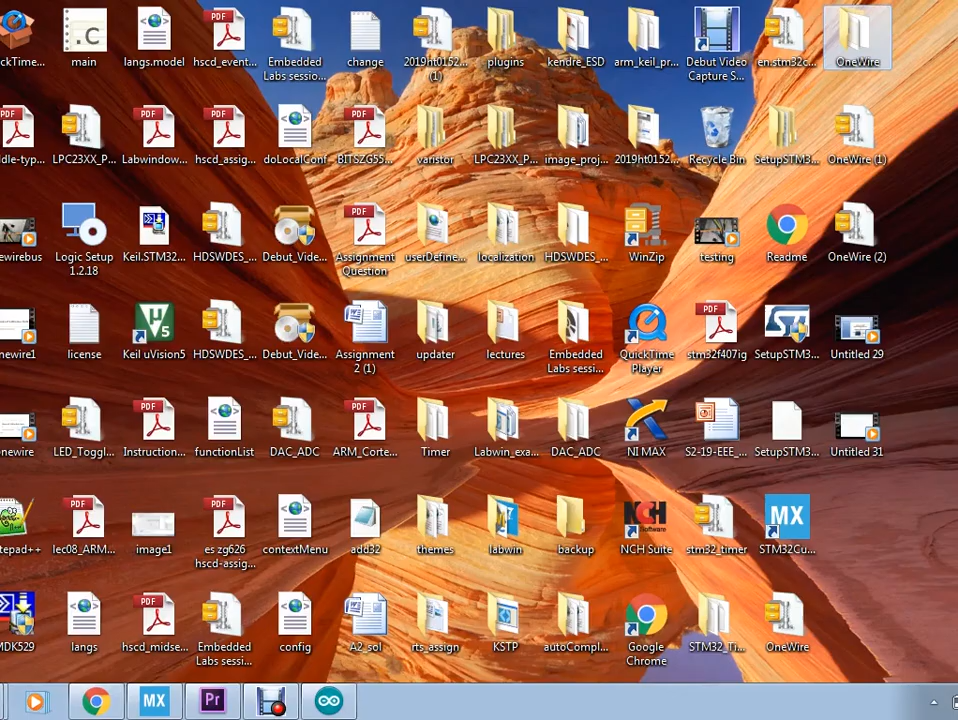 ckTime...
main
langs.model
hscd_event...
Embedded
Labs sessio...
change
2019ht0152...
(1)
plugins
kendre_ESD
arm_keil_pr...
Debut Video
Capture S...
en.stm32c...
OneWire
dle-typ...
LPC23XX_P...
Labwindow...
hscd_assig...
doLocalConf
BITSZG55...
varistor
LPC23XX_P...
image_proj...
2019ht0152...
Recycle Bin
SetupSTM3...
OneWire (1)
ewirebus
Logic Setup
1.2.18
Keil.STM32...
HDSWDES_...
Debut_Vide...
Assignment
Question
userDefine...
localization
HDSWDES_...
WinZip
testing
Readme
OneWire (2)
newire1
license
Keil uVision5
HDSWDES_...
Debut_Vide...
Assignment
2 (1)
updater
lectures
Embedded
Labs sessi...
QuickTime
Player
stm32f407ig
SetupSTM3...
Untitled 29
newire
LED_Toggl...
Instruction...
functionList
DAC_ADC
ARM_Corte...
Timer
Labwin_exa...
DAC_ADC
NI MAX
S2-19-EEE_...
SetupSTM3...
Untitled 31
tepad++
lec08_ARM...
image1
es zg626
hscd-assig...
contextMenu
add32
themes
labwin
backup
NCH Suite
stm32_timer
STM32Cu...
MDK529
langs
hscd_midse...
Embedded
Labs sessi...
config
A2_sol
rts_assign
KSTP
autoCompl...
Google
Chrome
STM32_Ti...
OneWire
MX
Pr